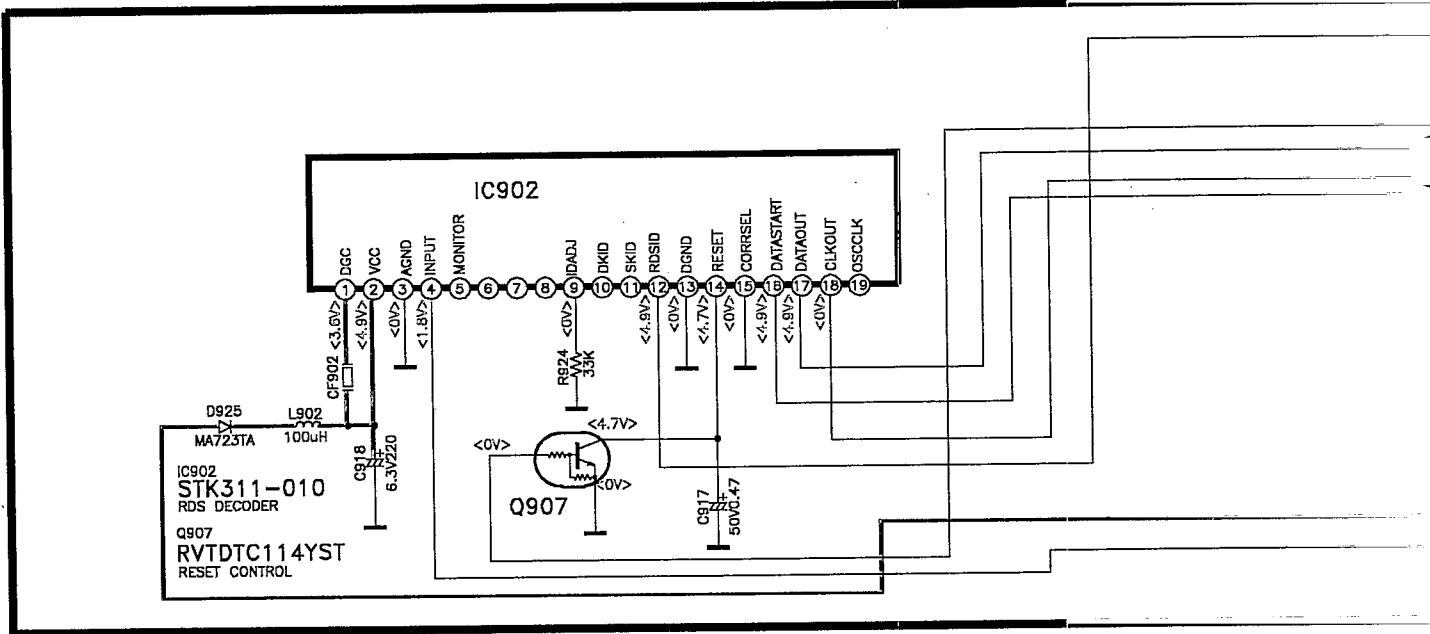 IC902
DGC
VCC
AGND
INPUT
MONITOR
IDADJ
DKID
SKID
RDSID
DGND
RESET
CORRSEL
DATASTART
DATAOUT
CLKOUT
OSCCLK
1 2 3 4 5 6 7 8 9 10 11 12 13 14 15 16 17 18 19
<3.6V>
<4.9V>
<0V>
<1.8V>
<0V>
<4.9V>
<0V>
<4.7V>
<0V>
<4.9V>
<4.9V>
<0V>
CF902
R924
33K
D925
MA723TA
L902
100uH
C918
+
6.3V220
<4.7V>
<0V>
<0V>
Q907
C917
+
50V0.47
IC902
STK311-010
RDS DECODER
Q907
RVTDTC114YST
RESET CONTROL